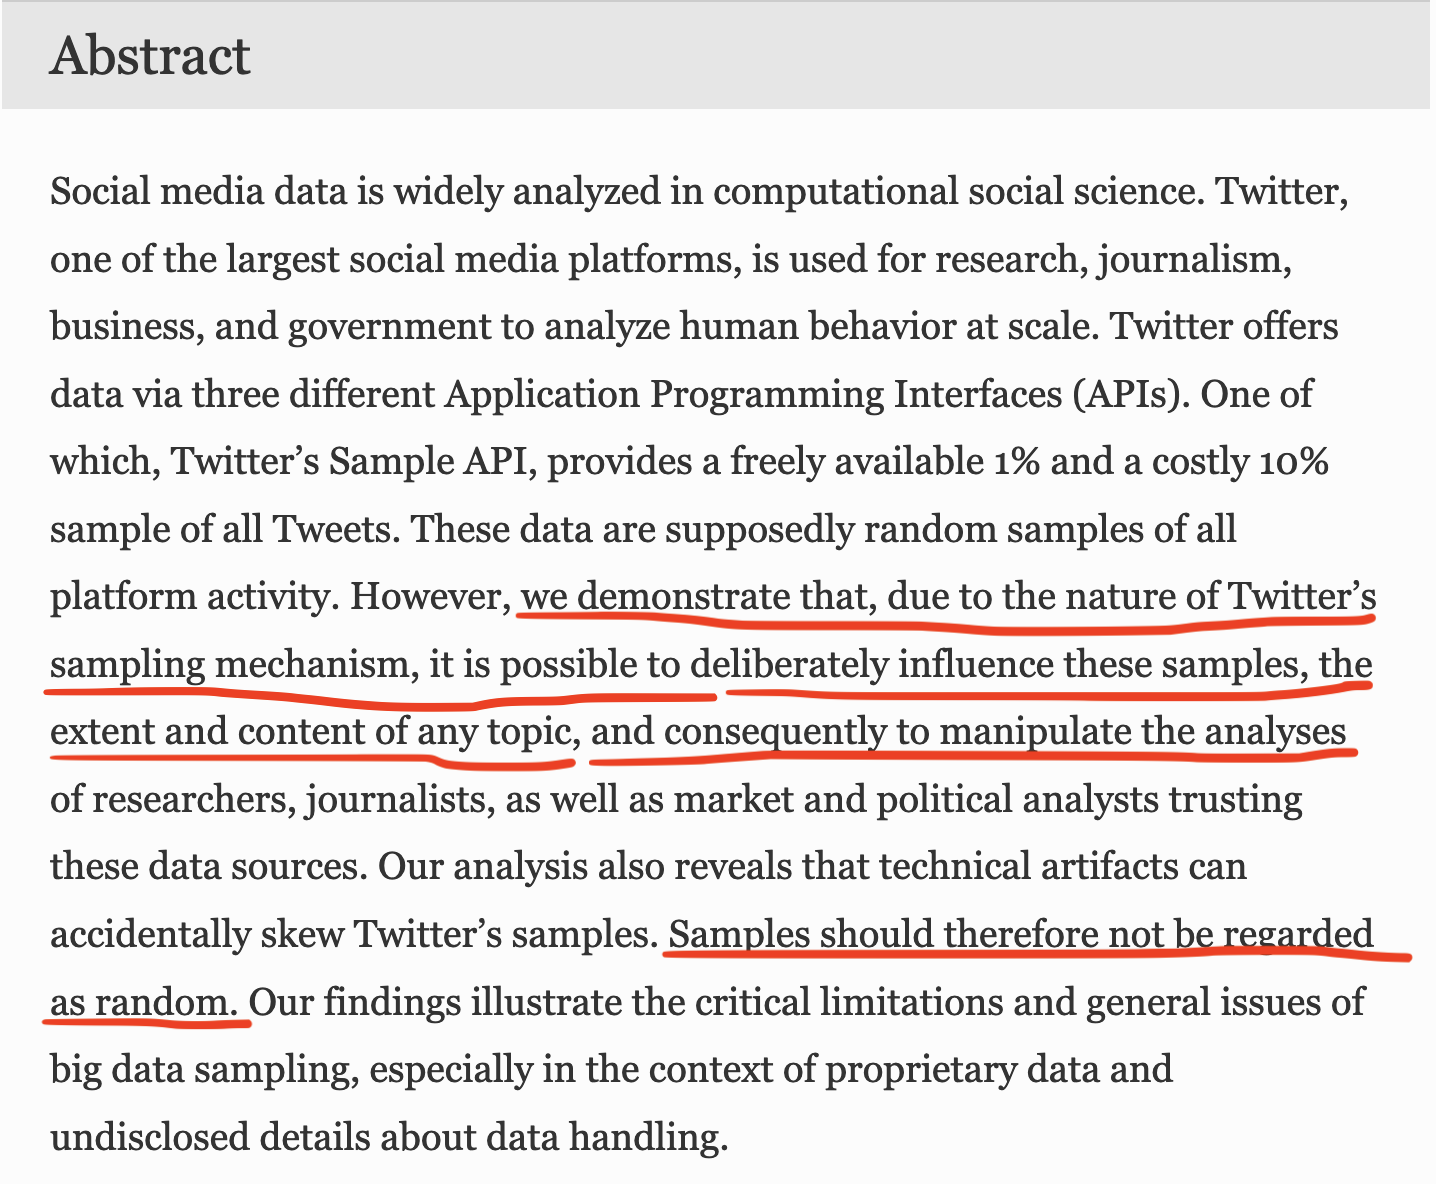 Abstract
Social media data is widely analyzed in computational social science. Twitter,
one of the largest social media platforms, is used for research, journalism,
business, and government to analyze human behavior at scale. Twitter offers
data via three different Application Programming Interfaces (APIs). One of
which, Twitter’s Sample API, provides a freely available 1% and a costly 10%
sample of all Tweets. These data are supposedly random samples of all
platform activity. However, we demonstrate that, due to the nature of Twitter’s
sampling mechanism, it is possible to deliberately influence these samples, the
extent and content of any topic, and consequently to manipulate the analyses
of researchers, journalists, as well as market and political analysts trusting
these data sources. Our analysis also reveals that technical artifacts can
accidentally skew Twitter’s samples. Samples should therefore not be regarded
as random. Our findings illustrate the critical limitations and general issues of
big data sampling, especially in the context of proprietary data and
undisclosed details about data handling.